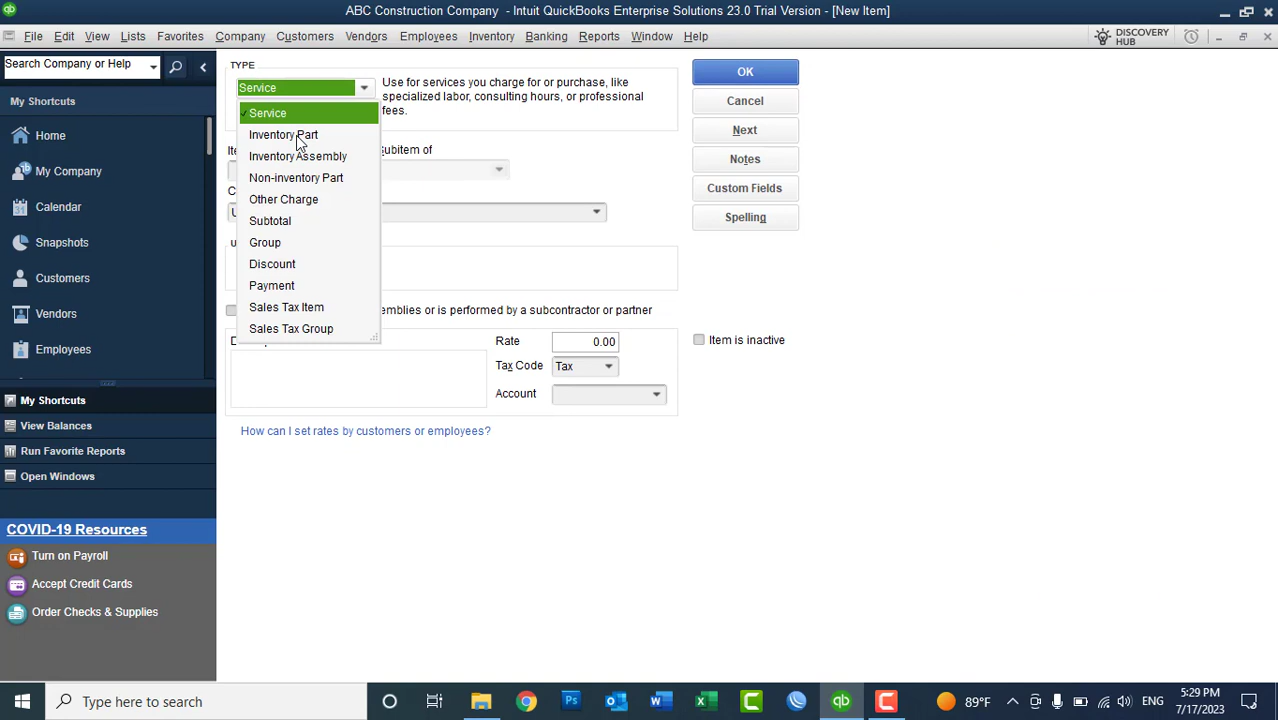 ABC Construction Company - Intuit QuickBooks Enterprise Solutions 23.0 Trial Version - [New Item]
File Edit View Lists Favorites Company Customers Vendors Employees Inventory Banking Reports Window Help
DISCOVERY
HUB
Search Company or Help
My Shortcuts
Home
My Company
Calendar
Snapshots
Customers
Vendors
Employees
My Shortcuts
View Balances
Run Favorite Reports
Open Windows
COVID-19 Resources
Turn on Payroll
Accept Credit Cards
Order Checks & Supplies
TYPE
Service
Use for services you charge for or purchase, like
specialized labor, consulting hours, or professional
fees.
Service
Inventory Part
Inventory Assembly
Non-inventory Part
Other Charge
Subtotal
Group
Discount
Payment
Sales Tax Item
Sales Tax Group
ubitem of
emblies or is performed by a subcontractor or partner
Rate 0.00
Tax Code Tax
Account
How can I set rates by customers or employees?
OK
Cancel
Next
Notes
Custom Fields
Spelling
Item is inactive
Type here to search
89°F
ENG
5:29 PM
7/17/2023